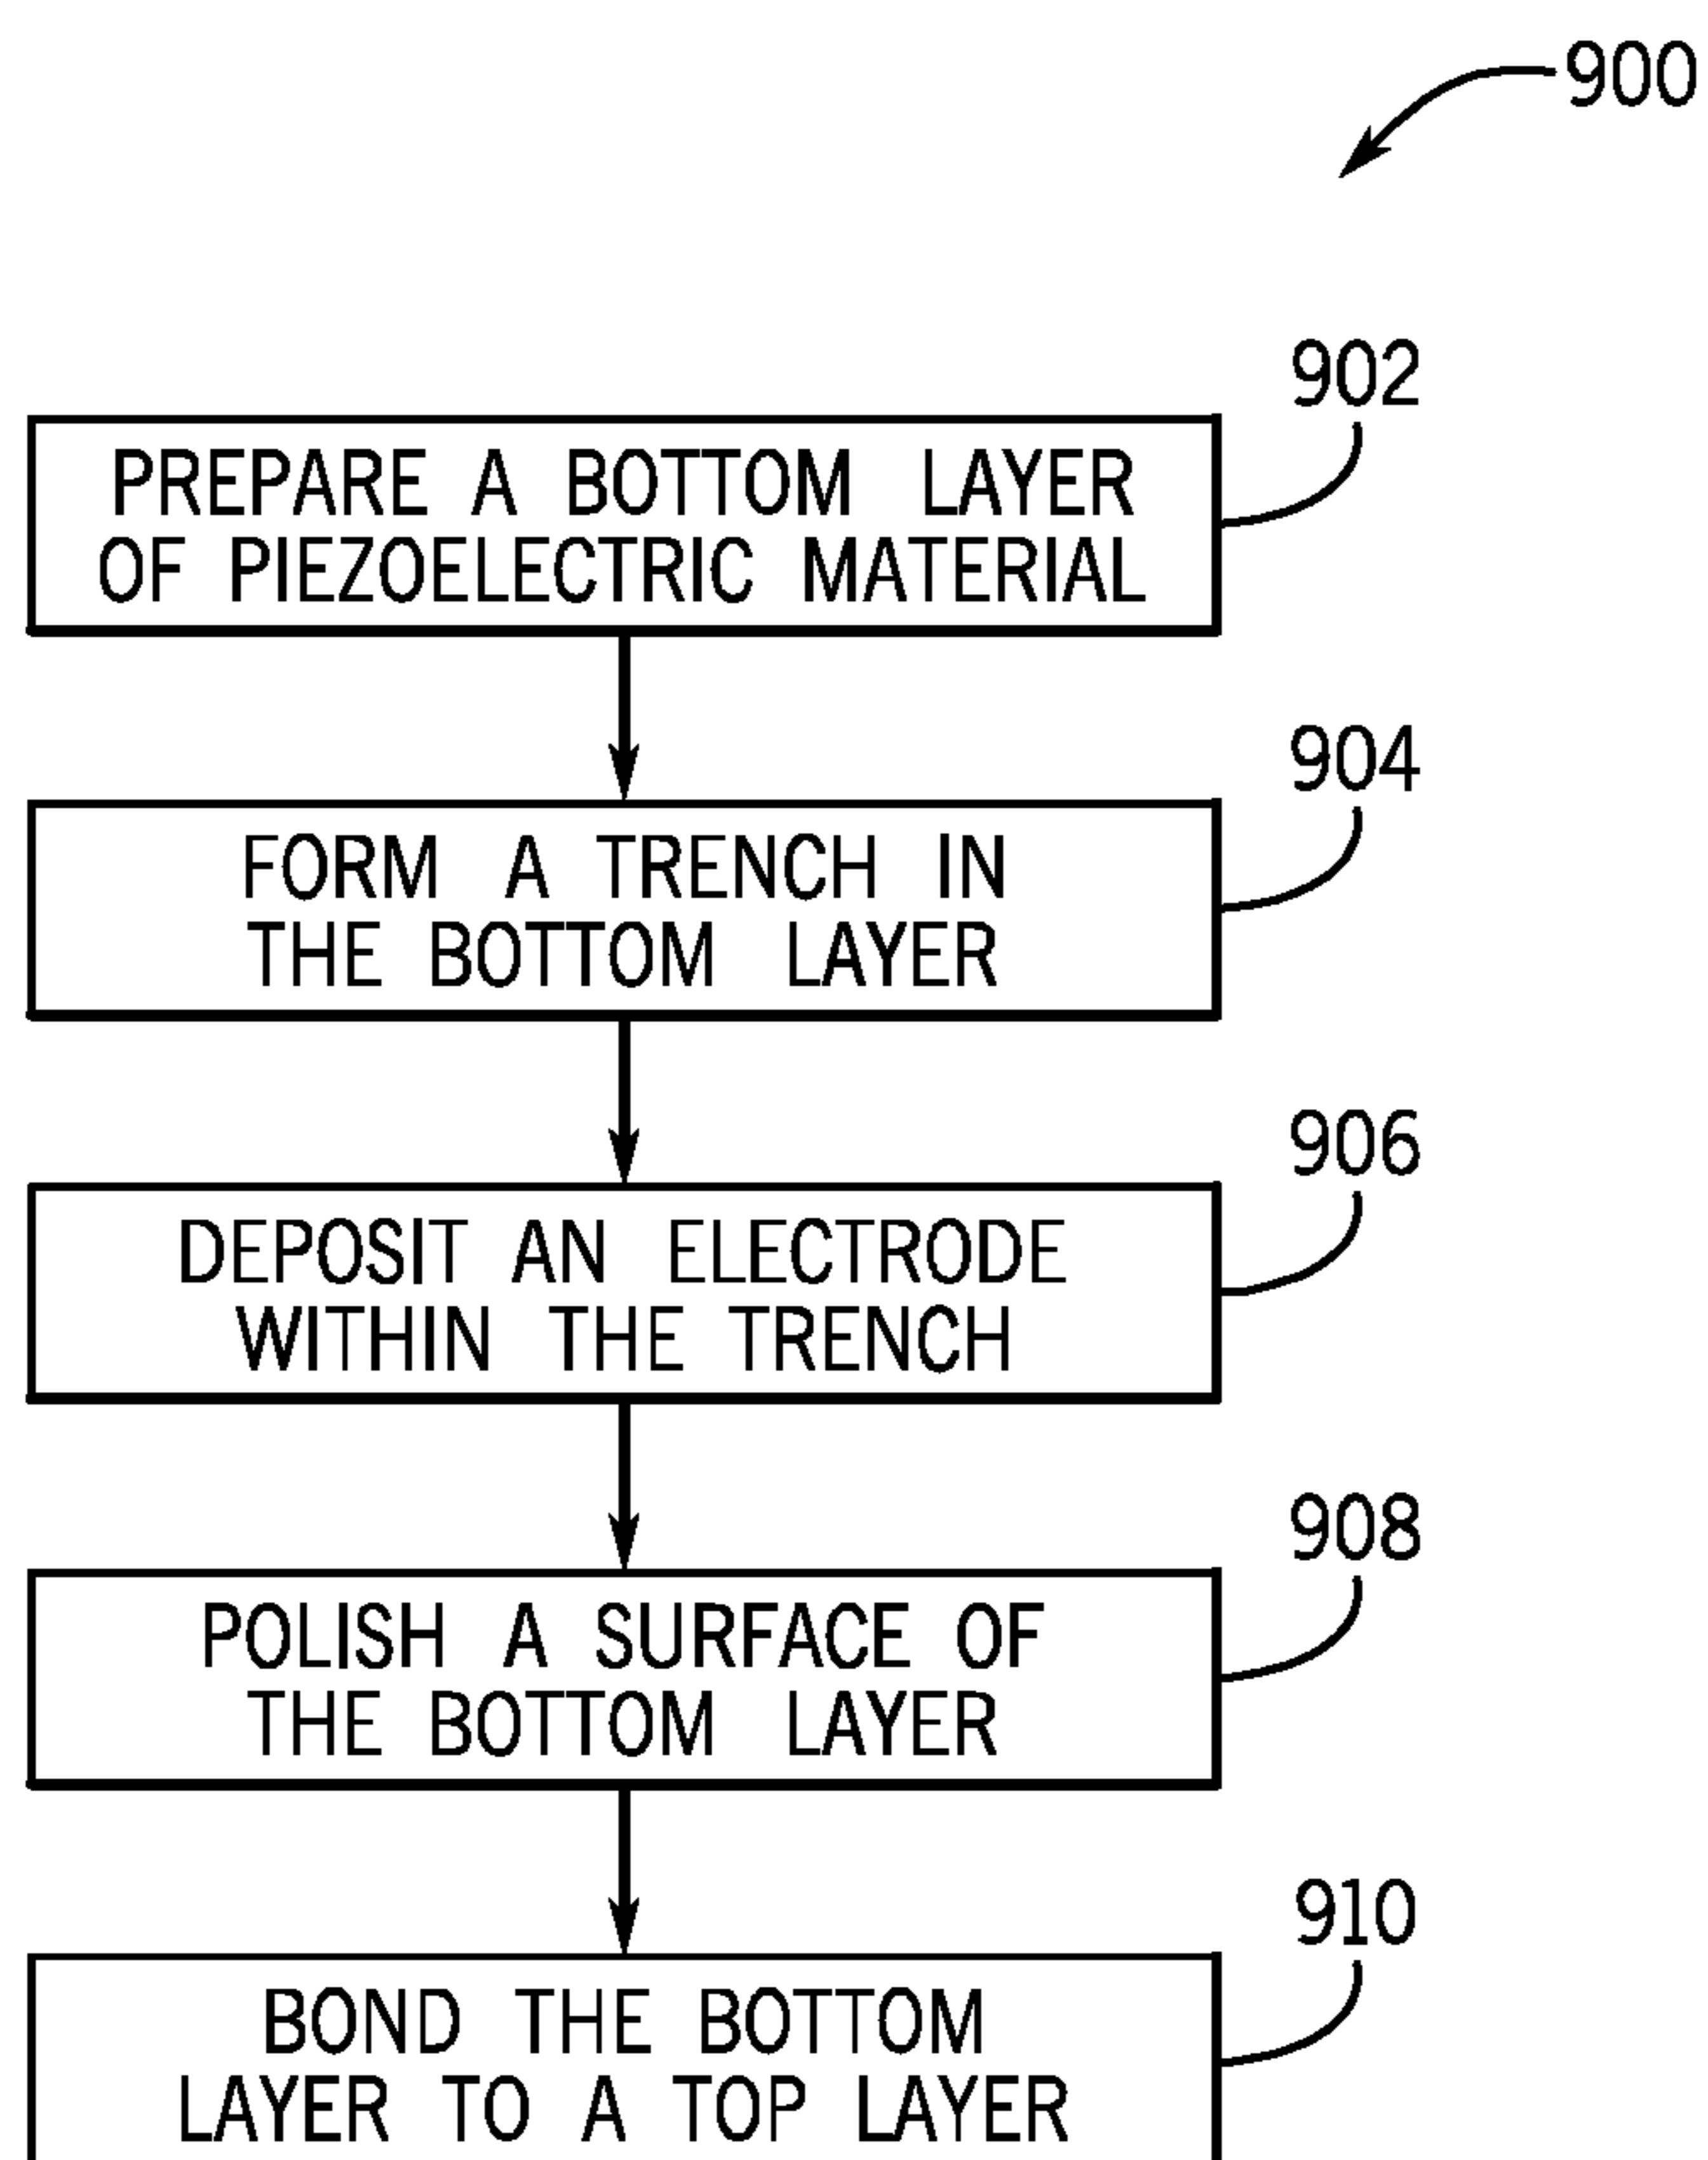 900
902
PREPARE A BOTTOM LAYER
OF PIEZOELECTRIC MATERIAL
904
FORM A TRENCH IN
THE BOTTOM LAYER
906
DEPOSIT AN ELECTRODE
WITHIN THE TRENCH
908
POLISH A SURFACE OF
THE BOTTOM LAYER
910
BOND THE BOTTOM
LAYER TO A TOP LAYER